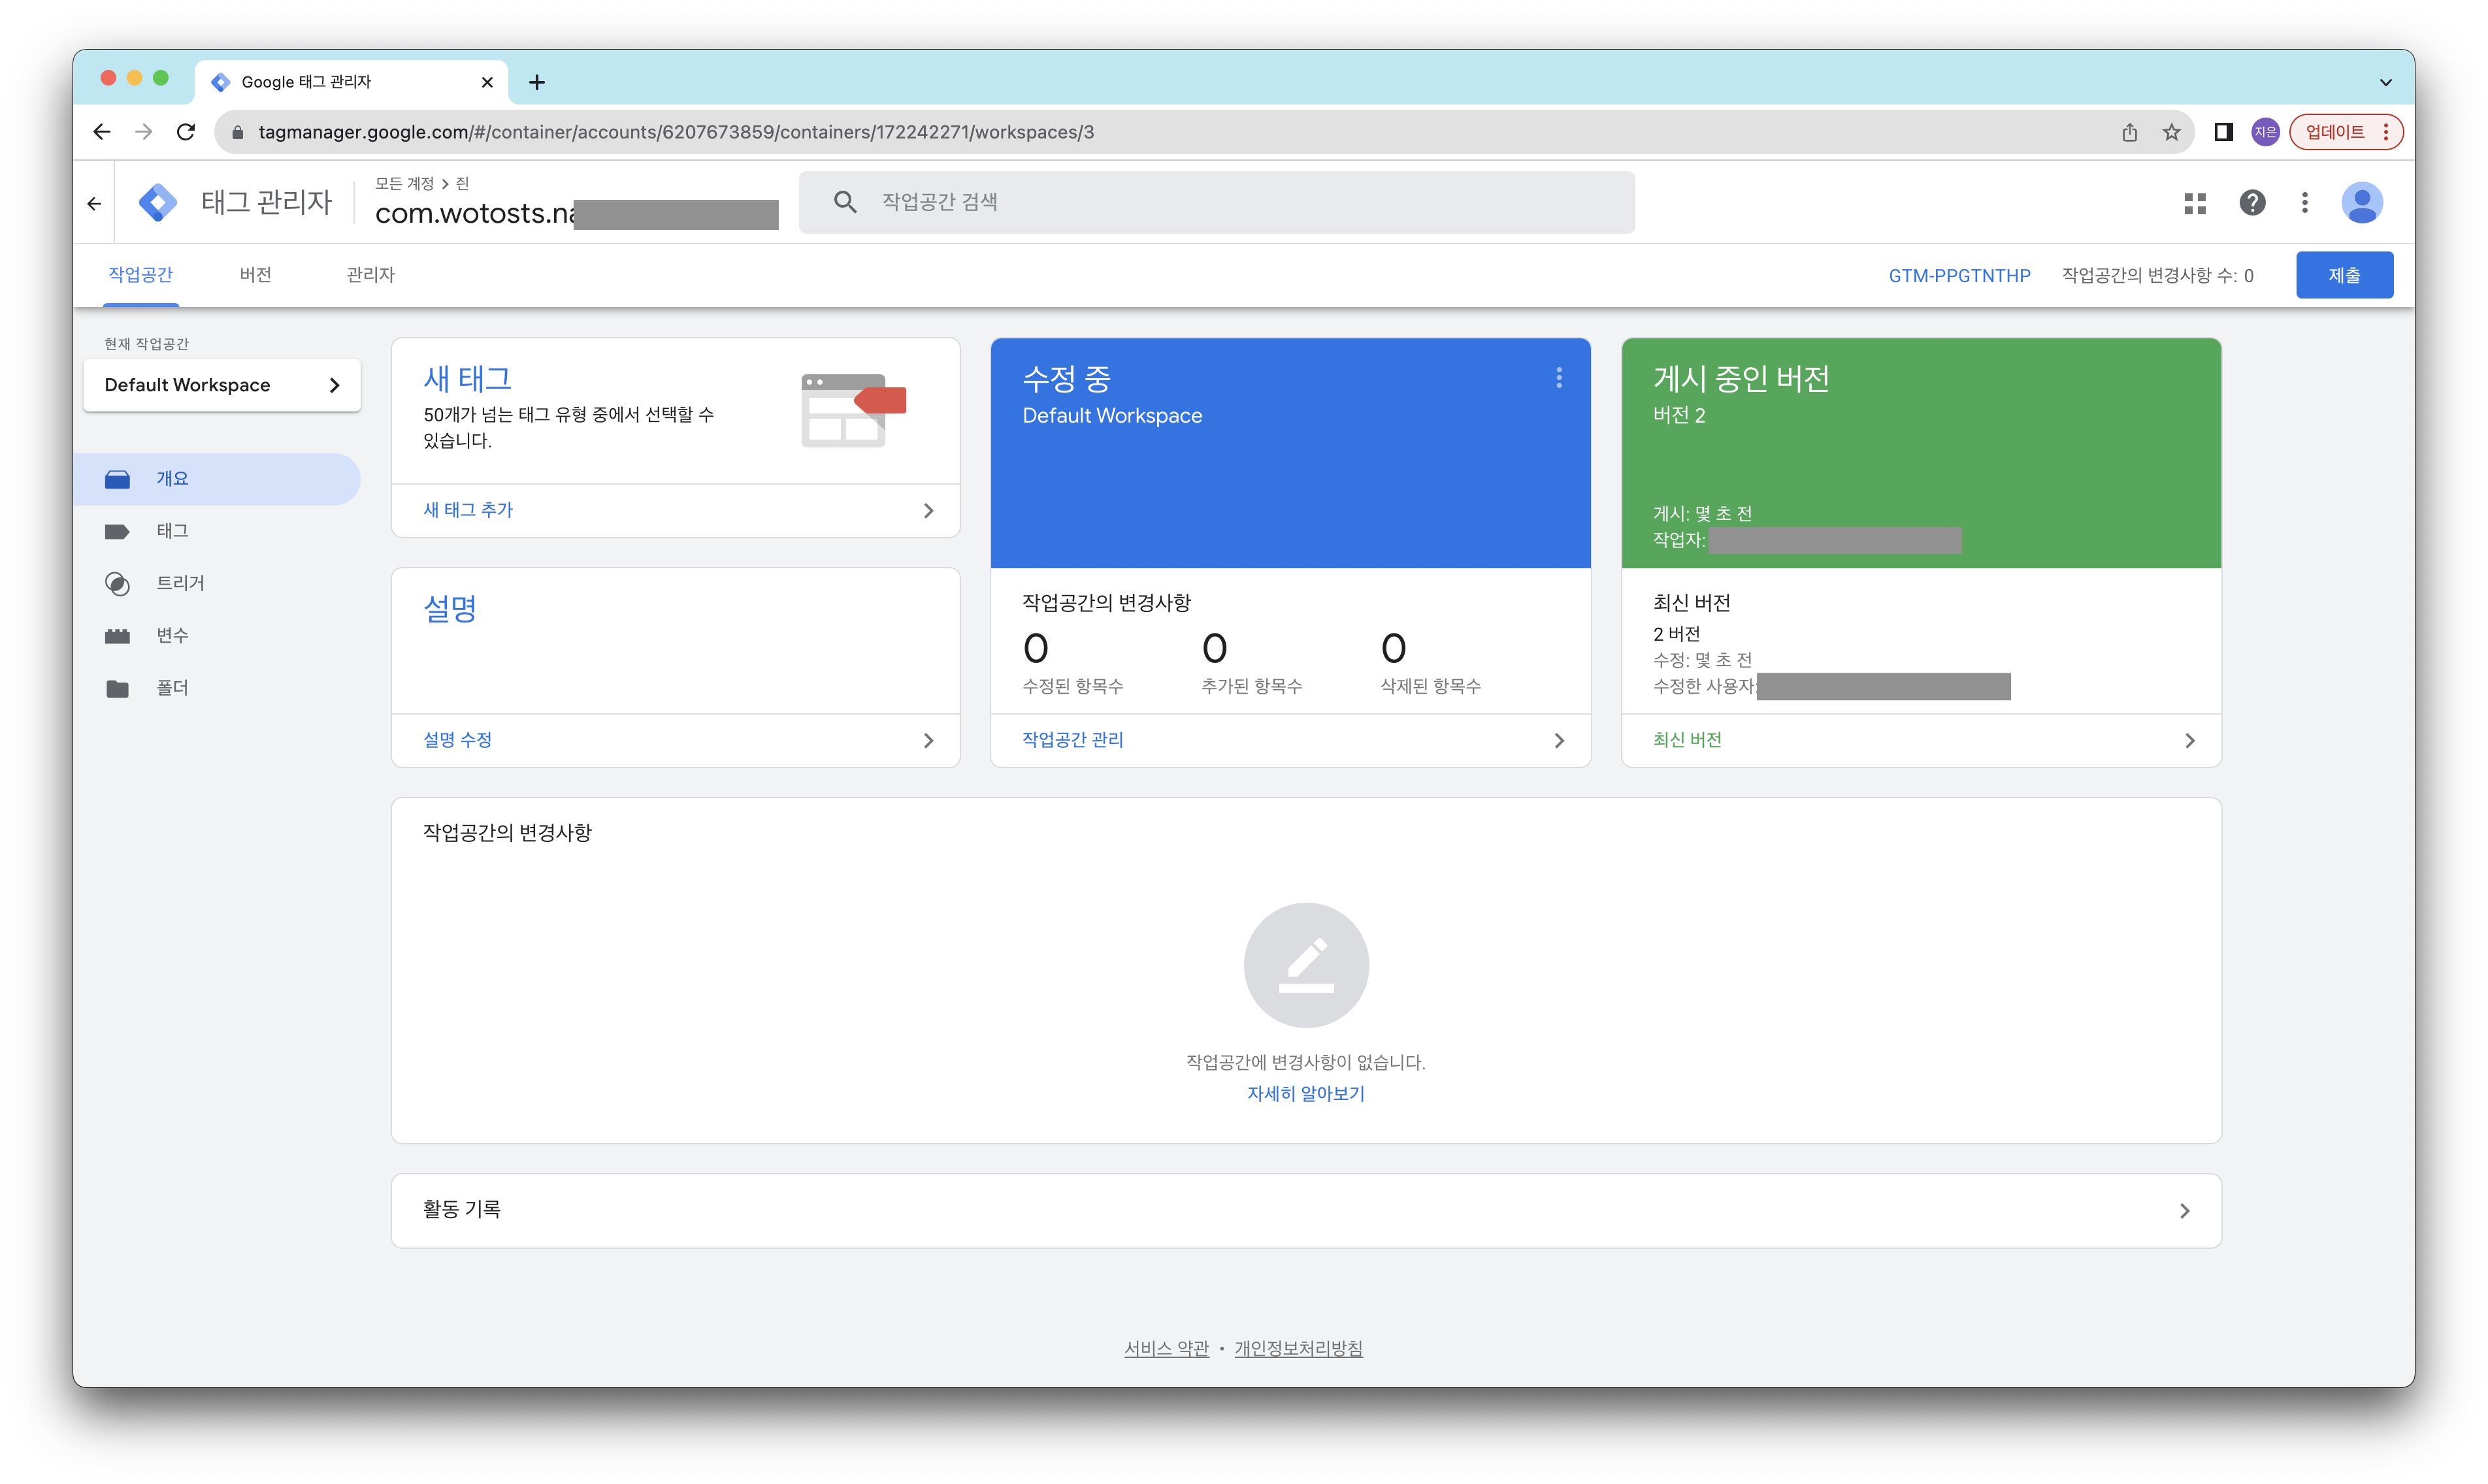 Google 태그 관리자
tagmanager.google.com/#/container/accounts/6207673859/containers/172242271/workspaces/3
지은
업데이트
태그 관리자
모든 계정 > 진
com.wotosts.na
작업공간 검색
작업공간
버전
관리자
GTM-PPGTNTHP
작업공간의 변경사항 수: 0
제출
현재 작업공간
Default Workspace
개요
태그
트리거
변수
폴더
새 태그
50개가 넘는 태그 유형 중에서 선택할 수
있습니다.
새 태그 추가
설명
설명 수정
수정 중
Default Workspace
작업공간의 변경사항
0 0 0
수정된 항목수 추가된 항목수 삭제된 항목수
작업공간 관리
게시 중인 버전
버전 2
게시: 몇 초 전
작업자:
최신 버전
2 버전
수정: 몇 초 전
수정한 사용자:
최신 버전
작업공간의 변경사항
작업공간에 변경사항이 없습니다.
자세히 알아보기
활동 기록
서비스 약관 • 개인정보처리방침